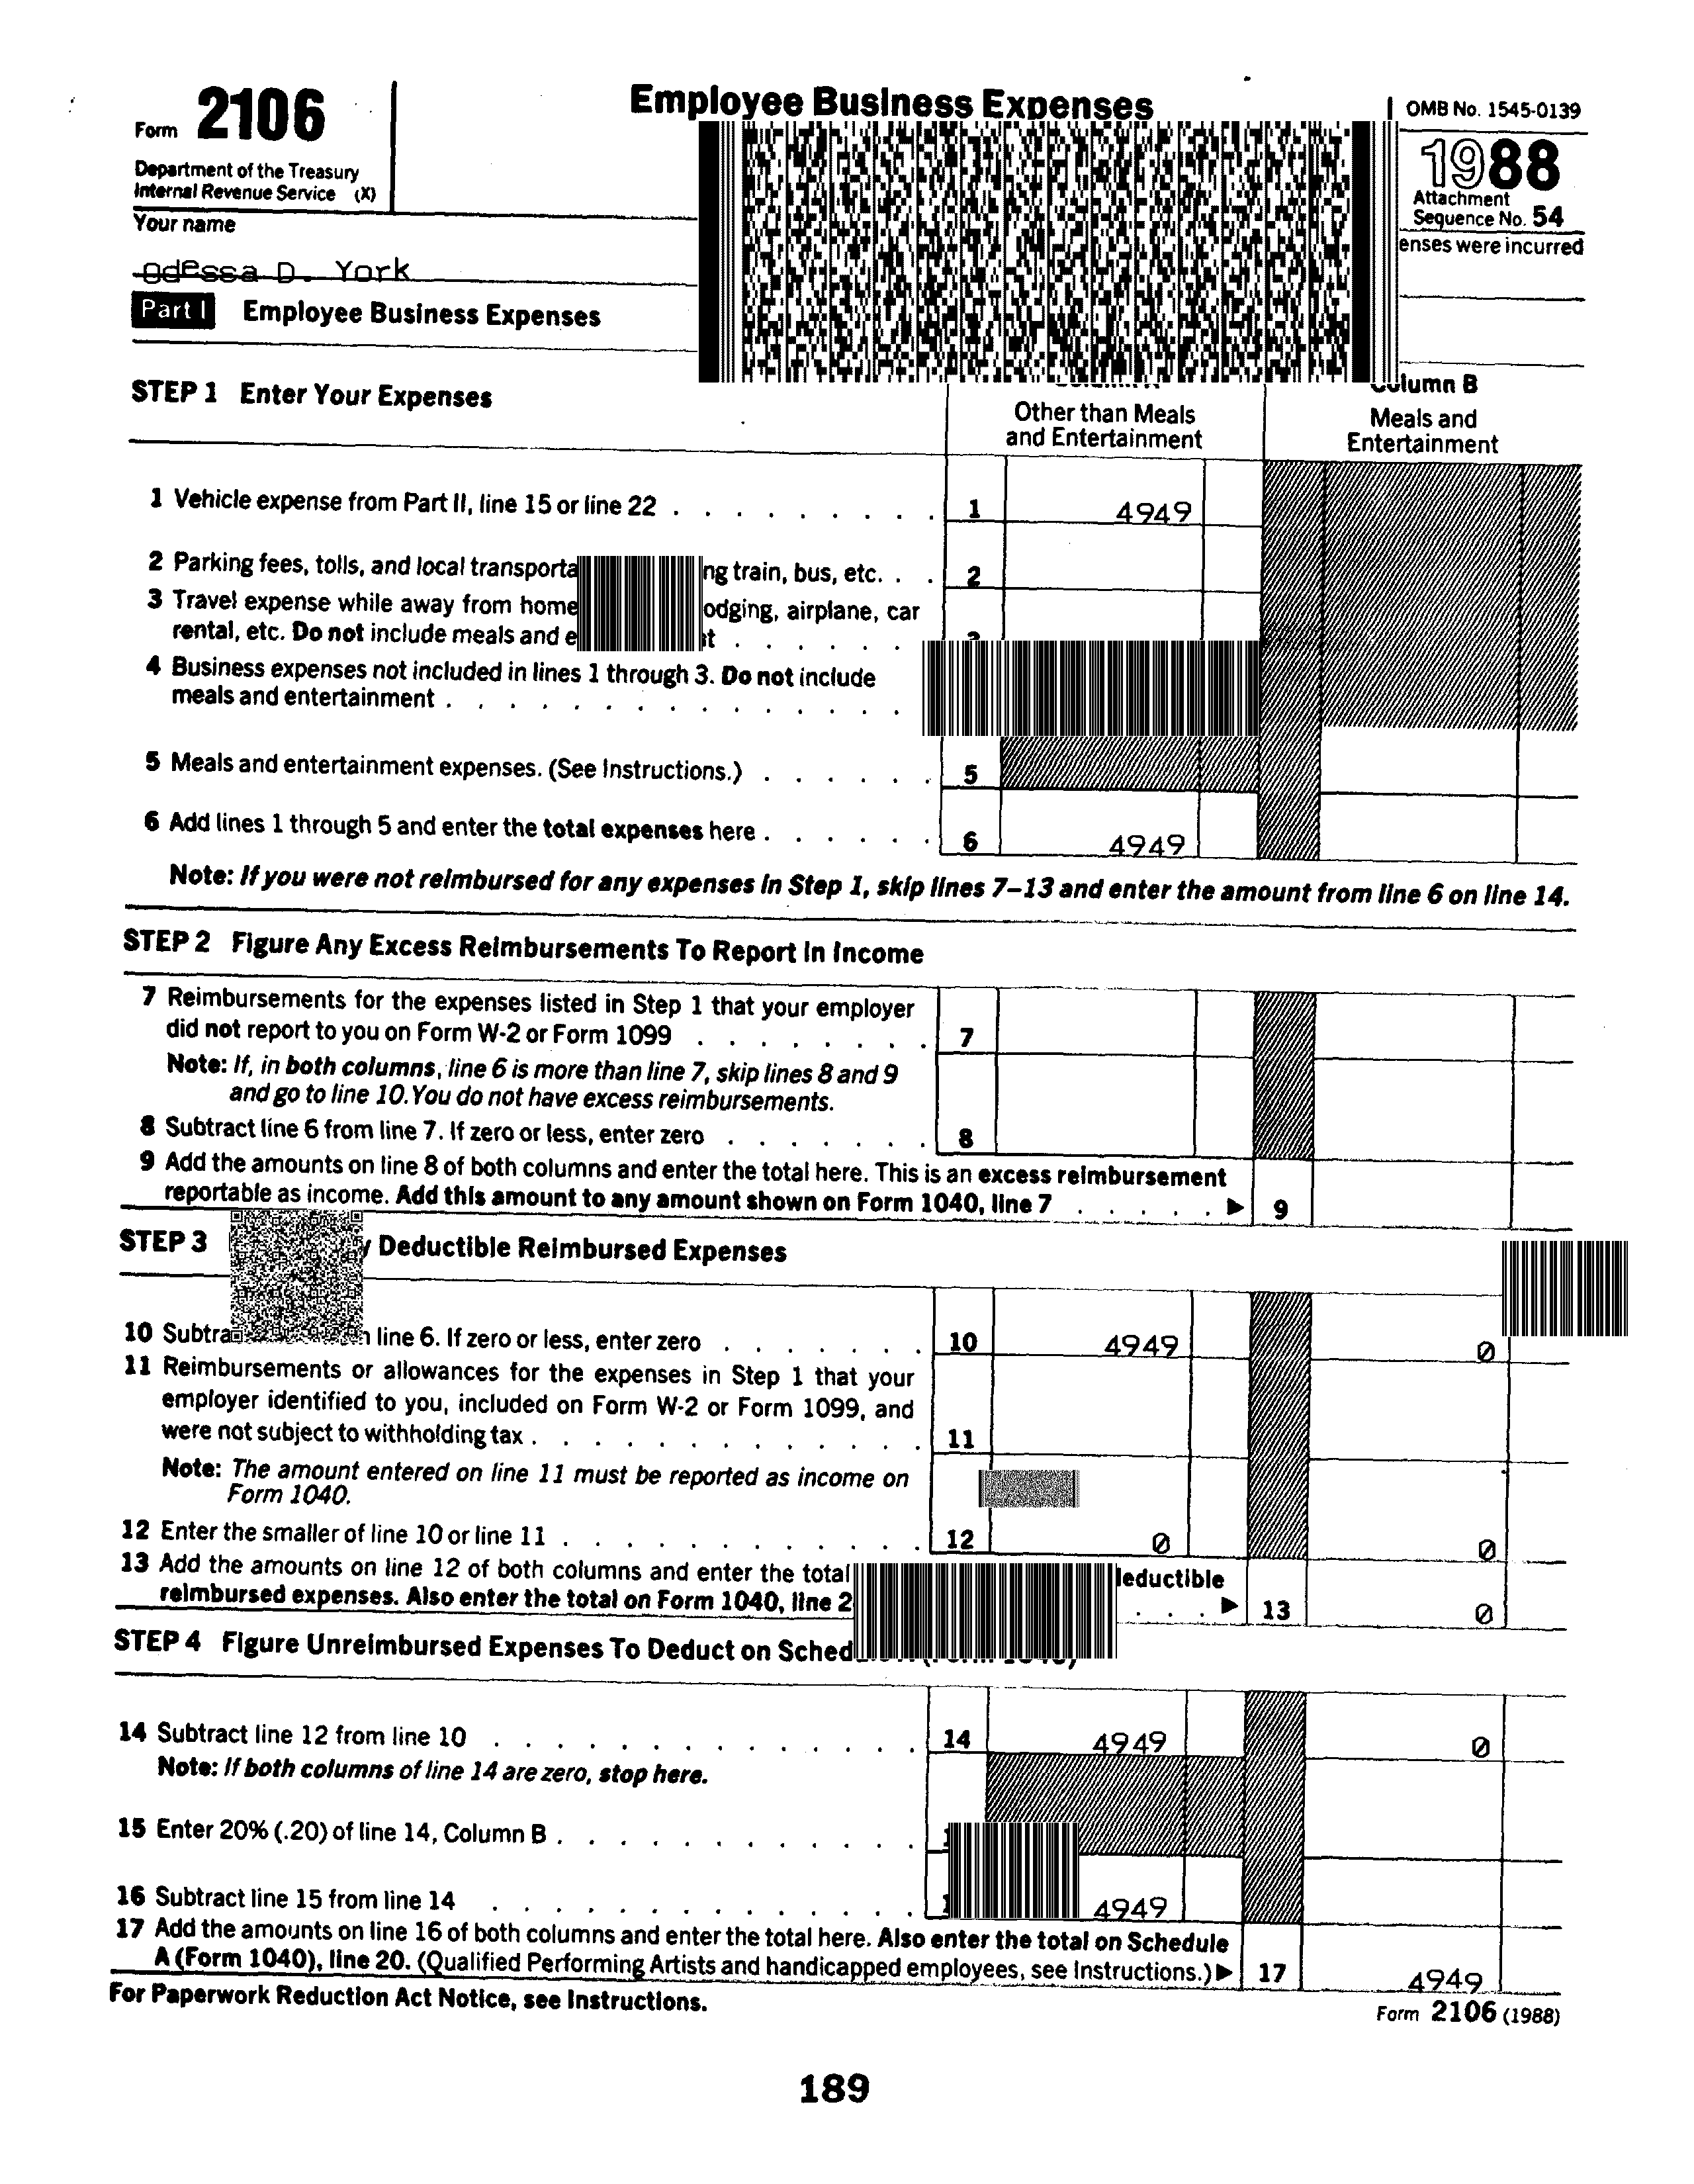 Form 2106
Employee Business Expenses
OMB No. 1545-0139
1988
Department of the Treasury
Internal Revenue Service (X)
Attachment
Sequence No. 54
Your name
enses were incurred
Odessa D. York
Part I Employee Business Expenses
STEP 1 Enter Your Expenses
Column B
Other than Meals
and Entertainment
Meals and
Entertainment
1 Vehicle expense from Part II, line 15 or line 22 . . . . . . . . . 1 4949
2 Parking fees, tolls, and local ng train, bus, etc. . . 2
3 Travel expense while away from home odging, airplane, car
rental, etc. Do not include meals and . . . . . .
4 Business expenses not included in lines 1 through 3. Do not include
meals and entertainment . . . . . . . . . . . . . . .
5 Meals and entertainment expenses. (See Instructions.) . . . . . . 5
6 Add lines 1 through 5 and enter the total expenses here . . . . . . 6 4949
Note: If you were not reimbursed for any expenses in Step 1, skip lines 7–13 and enter the amount from line 6 on line 14.
STEP 2 Figure Any Excess Reimbursements To Report In Income
7 Reimbursements for the expenses listed in Step 1 that your employer
did not report to you on Form W-2 or Form 1099 . . . . . . . . 7
Note: If, in both columns, line 6 is more than line 7, skip lines 8 and 9
and go to line 10. You do not have excess reimbursements.
8 Subtract line 6 from line 7. If zero or less, enter zero . . . . . . . 8
9 Add the amounts on line 8 of both columns and enter the total here. This is an excess reimbursement
reportable as income. Add this amount to any amount shown on Form 1040, line 7 . . . . . ▶ 9
STEP 3 Deductible Reimbursed Expenses
10 line 6. If zero or less, enter zero . . . . . . . 10 4949 0
11 Reimbursements or allowances for the expenses in Step 1 that your
employer identified to you, included on Form W-2 or Form 1099, and
were not subject to withholding tax . . . . . . . . . . . . . 11
Note: The amount entered on line 11 must be reported as income on
Form 1040.
12 Enter the smaller of line 10 or line 11 . . . . . . . . . . . . 12 0 0
13 Add the amounts on line 12 of both columns and enter the total deductible
reimbursed expenses. Also enter the total on Form 1040, line 2 . . . ▶ 13 0
STEP 4 Figure Unreimbursed Expenses To Deduct on Sched
14 Subtract line 12 from line 10 . . . . . . . . . . . . . . 14 4949 0
Note: If both columns of line 14 are zero, stop here.
15 Enter 20% (.20) of line 14, Column B . . . . . . . . . . . .
16 Subtract line 15 from line 14 . . . . . . . . . . . . . . 4949
17 Add the amounts on line 16 of both columns and enter the total here. Also enter the total on Schedule
A (Form 1040), line 20. (Qualified Performing Artists and handicapped employees, see Instructions.) ▶ 17 4949
For Paperwork Reduction Act Notice, see Instructions.
Form 2106 (1988)
189